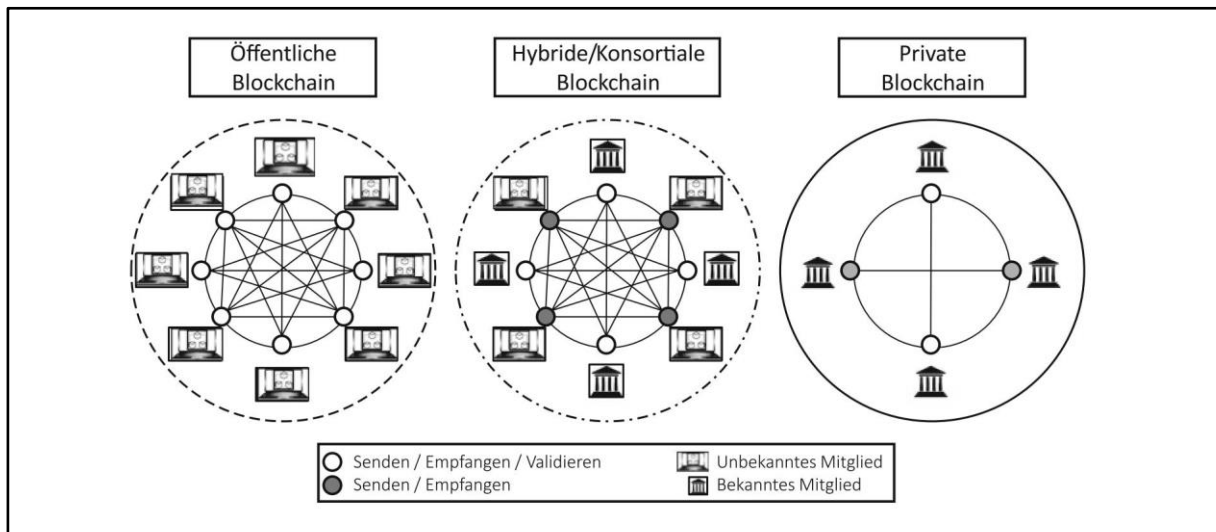 Öffentliche
Blockchain
Hybride/Konsortiale
Blockchain
Private
Blockchain
Senden / Empfangen / Validieren
Unbekanntes Mitglied
Senden / Empfangen
Bekanntes Mitglied